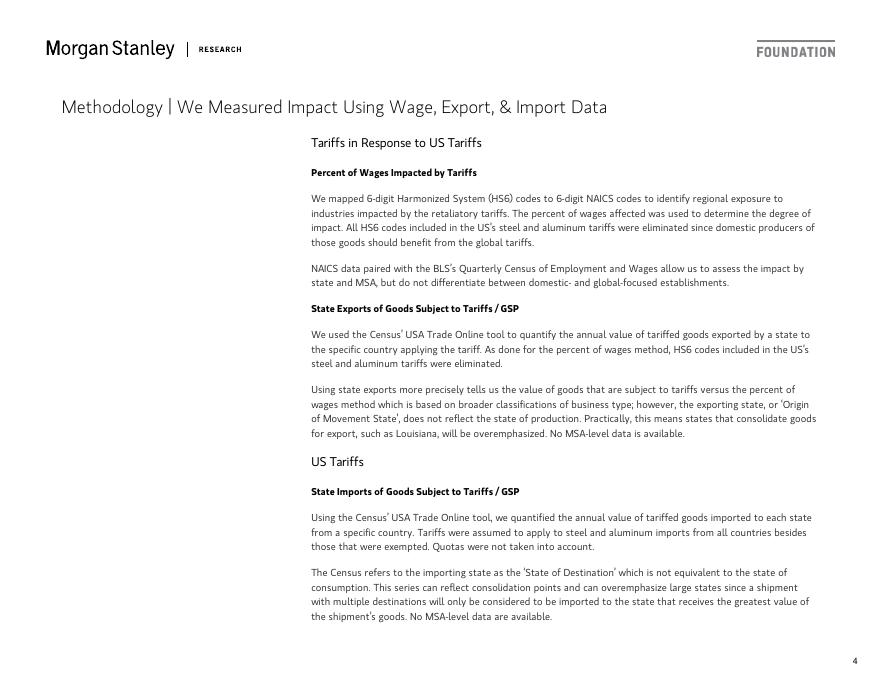 Morgan Stanley | RESEARCH
FOUNDATION
Methodology | We Measured Impact Using Wage, Export, & Import Data
Tariffs in Response to US Tariffs
Percent of Wages Impacted by Tariffs
We mapped 6-digit Harmonized System (HS6) codes to 6-digit NAICS codes to identify regional exposure to
industries impacted by the retaliatory tariffs. The percent of wages affected was used to determine the degree of
impact. All HS6 codes included in the US's steel and aluminum tariffs were eliminated since domestic producers of
those goods should benefit from the global tariffs.
NAICS data paired with the BLS's Quarterly Census of Employment and Wages allow us to assess the impact by
state and MSA, but do not differentiate between domestic- and global-focused establishments.
State Exports of Goods Subject to Tariffs / GSP
We used the Census' USA Trade Online tool to quantify the annual value of tariffed goods exported by a state to
the specific country applying the tariff. As done for the percent of wages method, HS6 codes included in the US's
steel and aluminum tariffs were eliminated.
Using state exports more precisely tells us the value of goods that are subject to tariffs versus the percent of
wages method which is based on broader classifications of business type; however, the exporting state, or 'Origin
of Movement State', does not reflect the state of production. Practically, this means states that consolidate goods
for export, such as Louisiana, will be overemphasized. No MSA-level data is available.
US Tariffs
State Imports of Goods Subject to Tariffs / GSP
Using the Census' USA Trade Online tool, we quantified the annual value of tariffed goods imported to each state
from a specific country. Tariffs were assumed to apply to steel and aluminum imports from all countries besides
those that were exempted. Quotas were not taken into account.
The Census refers to the importing state as the 'State of Destination' which is not equivalent to the state of
consumption. This series can reflect consolidation points and can overemphasize large states since a shipment
with multiple destinations will only be considered to be imported to the state that receives the greatest value of
the shipment's goods. No MSA-level data are available.
4